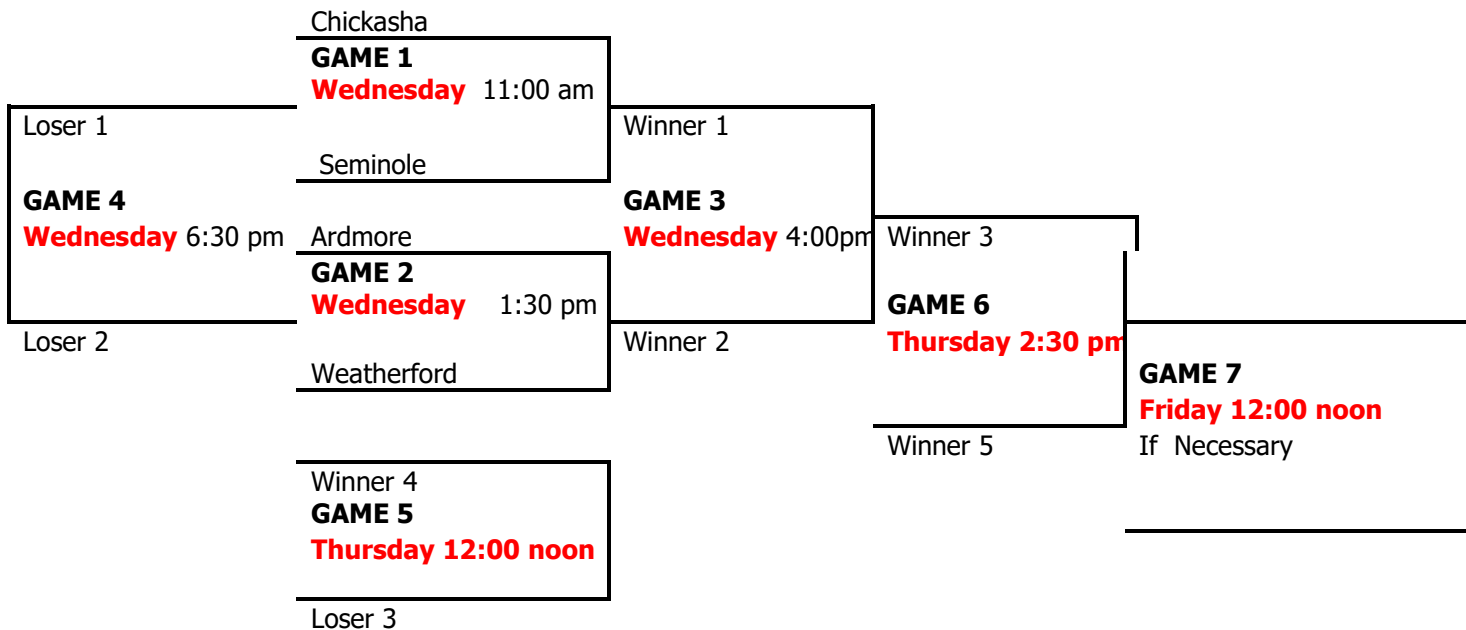 Chickasha
GAME 1
Wednesday 11:00 am
Loser 1
Winner 1
Seminole
GAME 4
GAME 3
Wednesday 6:30 pm
Ardmore
Wednesday 4:00pm
Winner 3
GAME 2
Wednesday 1:30 pm
GAME 6
Loser 2
Winner 2
Thursday 2:30 pm
Weatherford
GAME 7
Friday 12:00 noon
Winner 5
If Necessary
Winner 4
GAME 5
Thursday 12:00 noon
Loser 3